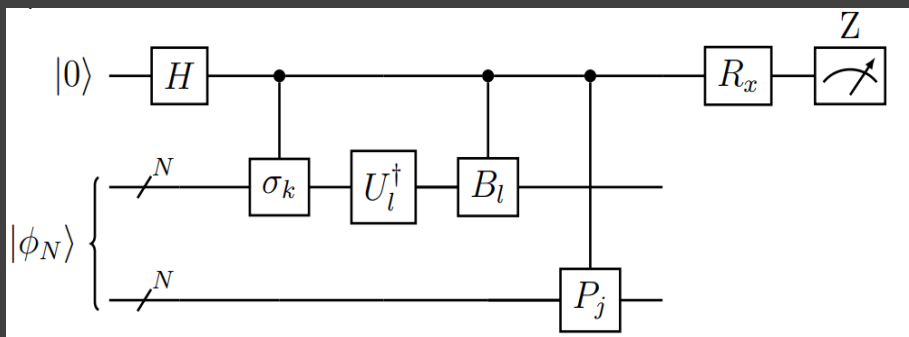 Z
|0⟩ H R_x
N
σ_k U_l^† B_l
|ϕ_N⟩
N
P_j